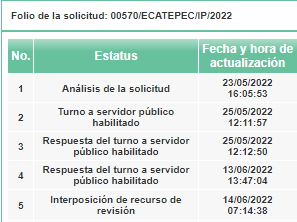 Folio de la solicitud: 00570/ECATEPEC/IP/2022
No. Estatus Fecha y hora de actualización
1 Análisis de la solicitud 23/05/2022 16:05:53
2 Turno a servidor público habilitado 25/05/2022 12:11:57
3 Respuesta del turno a servidor público habilitado 25/05/2022 12:12:50
4 Respuesta del turno a servidor público habilitado 13/06/2022 13:47:04
5 Interposición de recurso de revisión 14/06/2022 07:14:38